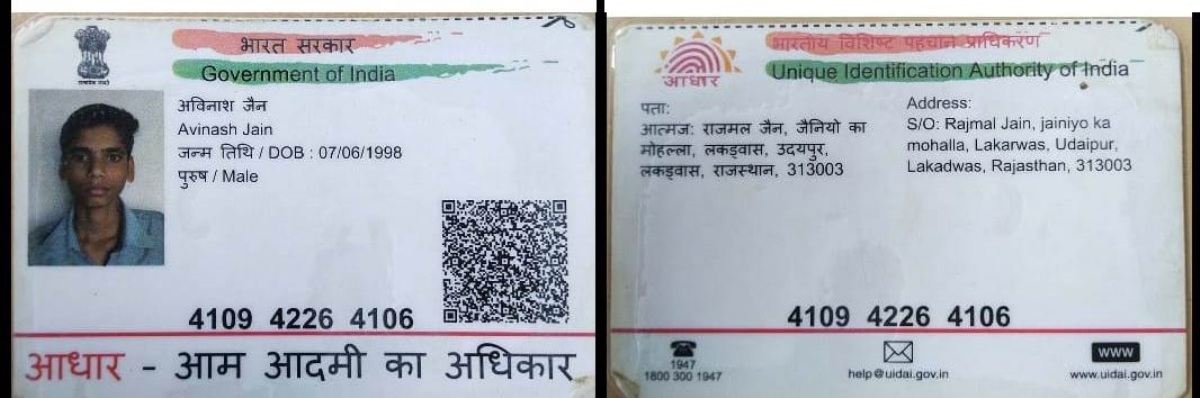 भारत सरकार
Government of India
अविनाश जैन
Avinash Jain
जन्म तिथि / DOB : 07/06/1998
पुरुष / Male
4109 4226 4106
आधार - आम आदमी का अधिकार
भारतीय विशिष्ट पहचान प्राधिकरण
Unique Identification Authority of India
आधार
पता:
आत्मज: राजमल जैन, जैनियो का
मोहल्ला, लकड़वास, उदयपुर,
लकड़वास, राजस्थान, 313003
Address:
S/O: Rajmal Jain, jainiyo ka
mohalla, Lakarwas, Udaipur,
Lakadwas, Rajasthan, 313003
4109 4226 4106
1947
1800 300 1947
help@uidai.gov.in
www
www.uidai.gov.in